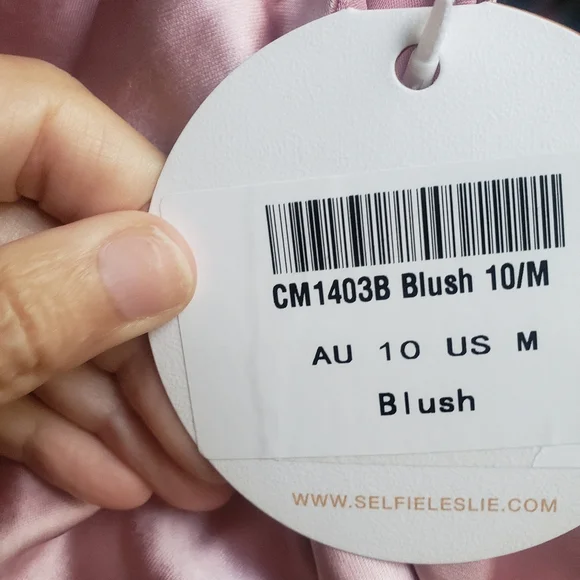 CM1403B Blush 10/M
AU 10 US M
Blush
WWW.SELFIELESLIE.COM